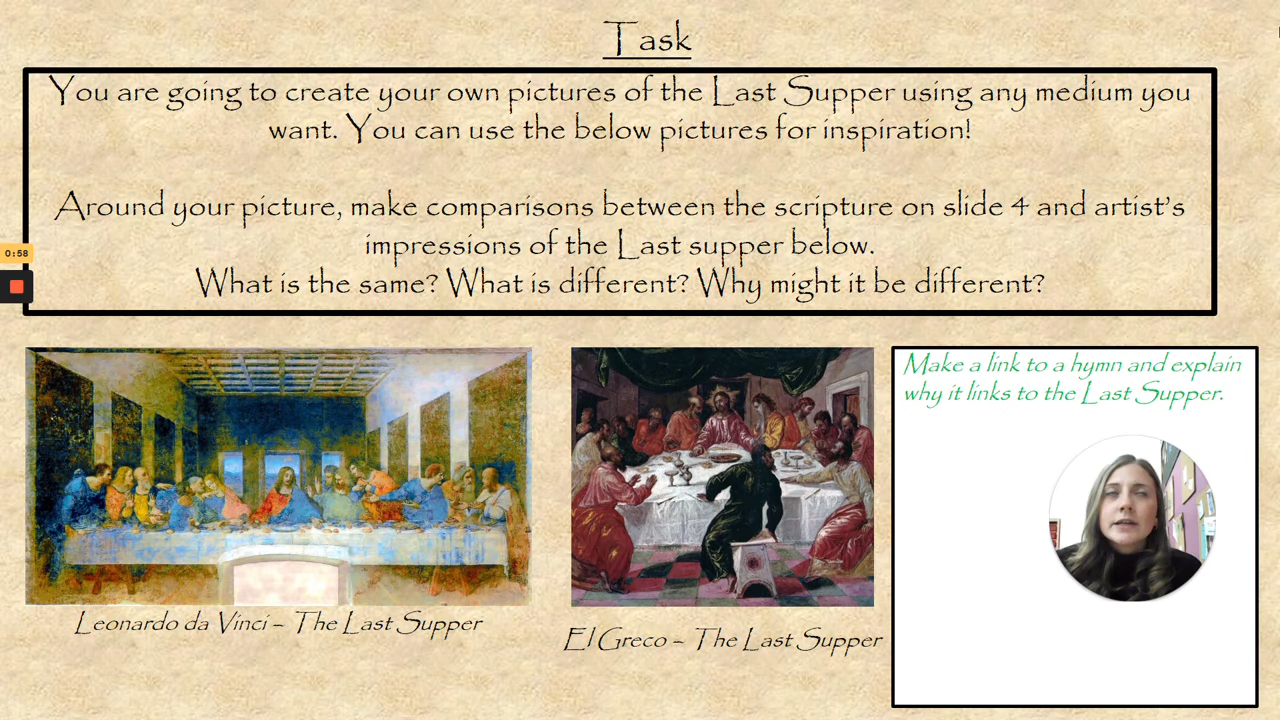 Task
You are going to create your own pictures of the Last Supper using any medium you
want. You can use the below pictures for inspiration!
Around your picture, make comparisons between the scripture on slide 4 and artist's
impressions of the Last supper below.
What is the same? What is different? Why might it be different?
0:58
Make a link to a hymn and explain
why it links to the Last Supper.
Leonardo da Vinci – The Last Supper
El Greco – The Last Supper